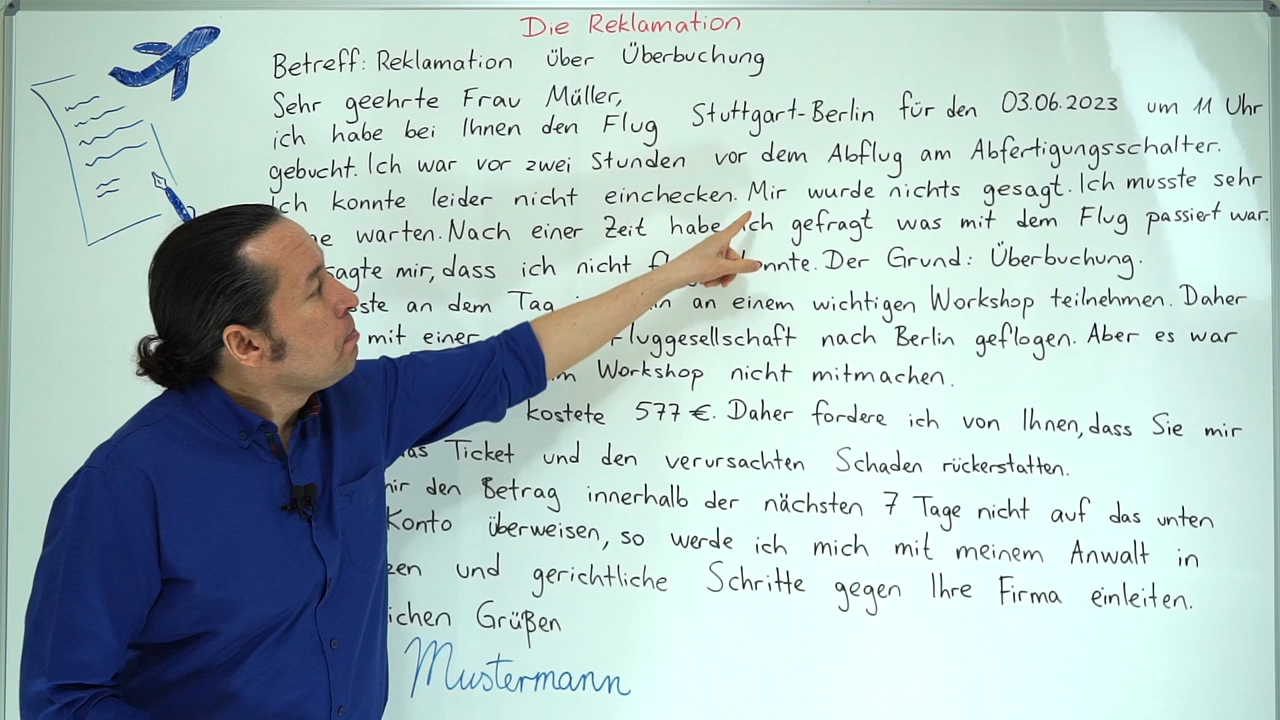 Die Reklamation
Betreff: Reklamation über Überbuchung
Sehr geehrte Frau Müller,
ich habe bei Ihnen den Flug Stuttgart-Berlin für den 03.06.2023 um 11 Uhr
gebucht. Ich war vor zwei Stunden vor dem Abflug am Abfertigungsschalter.
Ich konnte leider nicht einchecken. Mir wurde nichts gesagt. Ich musste sehr
warten. Nach einer Zeit habe ich gefragt was mit dem Flug passiert war.
sagte mir, dass ich nicht konnte. Der Grund: Überbuchung.
an dem Tag an einem wichtigen Workshop teilnehmen. Daher
mit einer Fluggesellschaft nach Berlin geflogen. Aber es war
Workshop nicht mitmachen.
kostete 577 €. Daher fordere ich von Ihnen, dass Sie mir
das Ticket und den verursachten Schaden rückerstatten.
mir den Betrag innerhalb der nächsten 7 Tage nicht auf das unten
Konto überweisen, so werde ich mich mit meinem Anwalt in
und gerichtliche Schritte gegen Ihre Firma einleiten.
Grüßen
Mustermann